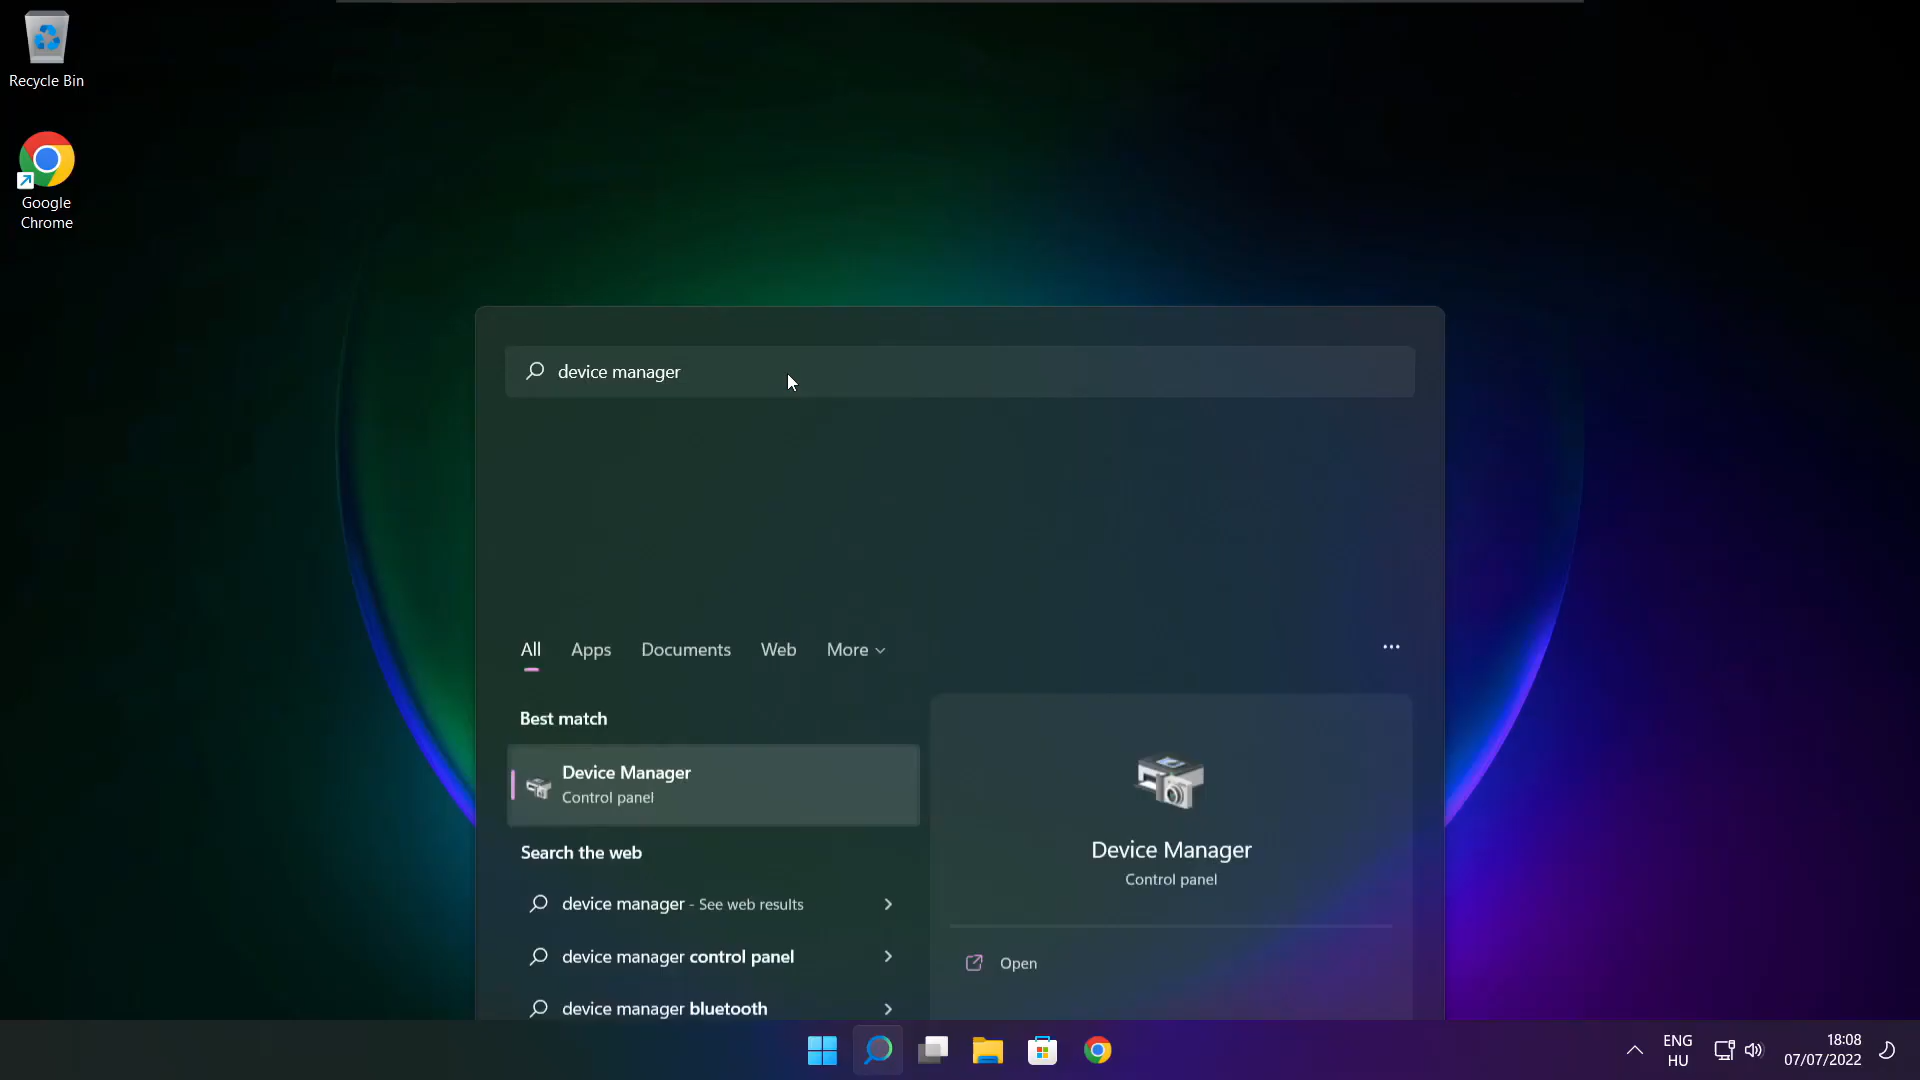 Recycle Bin
Google
Chrome
device manager
All Apps Documents Web More
Best match
Device Manager
Control panel
Search the web
device manager - See web results
device manager control panel
device manager bluetooth
Device Manager
Control panel
Open
ENG
HU
18:08
07/07/2022